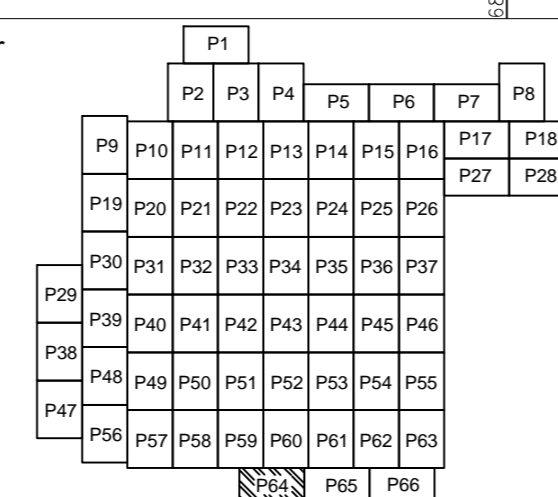 P1
P2 P3 P4 P5 P6 P7 P8
P9 P10 P11 P12 P13 P14 P15 P16 P17 P18
P27 P28
P19 P20 P21 P22 P23 P24 P25 P26
P29 P30 P31 P32 P33 P34 P35 P36 P37
P38 P39 P40 P41 P42 P43 P44 P45 P46
P47 P48 P49 P50 P51 P52 P53 P54 P55
P56 P57 P58 P59 P60 P61 P62 P63
P64 P65 P66